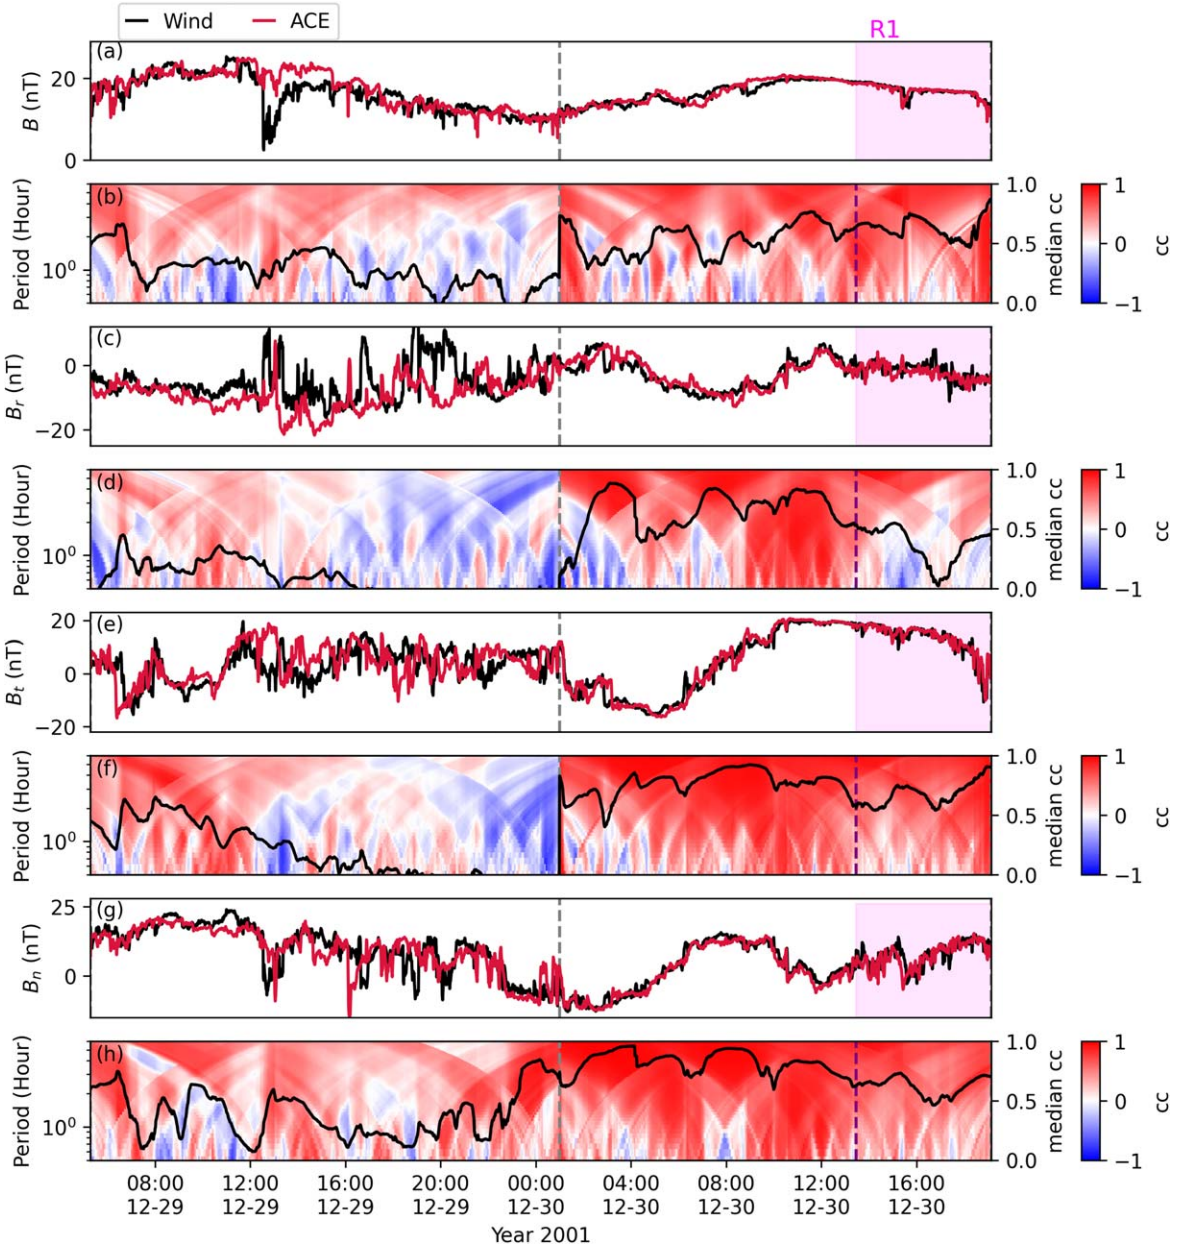 Wind ACE
R1
(a)
20
0
B (nT)
(b)
Period (Hour)
10⁰
1.0
0.5
0.0
median cc
1
0
−1
cc
(c)
0
−20
Bᵣ (nT)
(d)
Period (Hour)
10⁰
1.0
0.5
0.0
median cc
1
0
−1
cc
(e)
20
0
−20
Bₜ (nT)
(f)
Period (Hour)
10⁰
1.0
0.5
0.0
median cc
1
0
−1
cc
(g)
25
0
Bₙ (nT)
(h)
Period (Hour)
10⁰
1.0
0.5
0.0
median cc
1
0
−1
cc
08:00 12:00 16:00 20:00 00:00 04:00 08:00 12:00 16:00
12-29 12-29 12-29 12-29 12-30 12-30 12-30 12-30 12-30
Year 2001